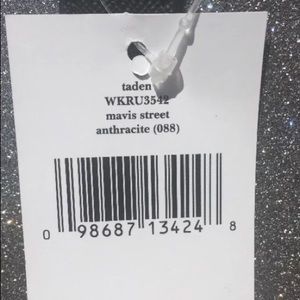 taden
WKRU3542
mavis street
anthracite (088)
0 98687 13424 8